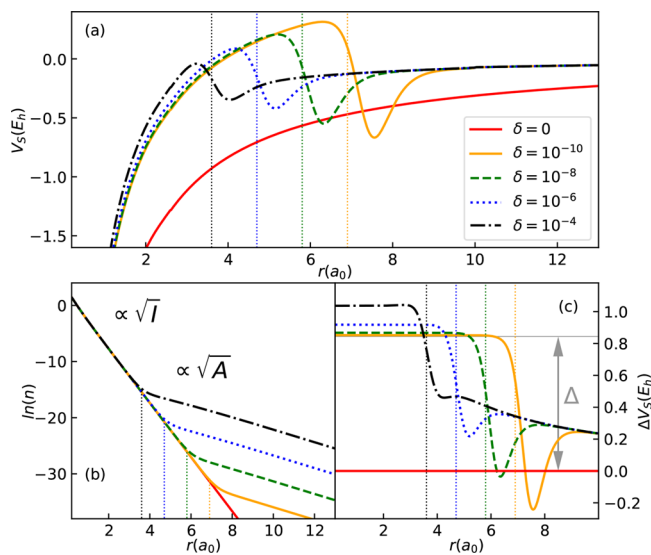 (a)
0.0
−0.5
−1.0
−1.5
V_S(E_h)
δ = 0
δ = 10^{−10}
δ = 10^{−8}
δ = 10^{−6}
δ = 10^{−4}
2 4 6 8 10 12
r(a_0)
(b)
∝ √I
∝ √A
0
−10
−20
−30
ln(n)
0 2 4 6 8 10 12
r(a_0)
(c)
Δ
1.0
0.8
0.6
0.4
0.2
0.0
−0.2
ΔV_S(E_h)
2 4 6 8
r(a_0)